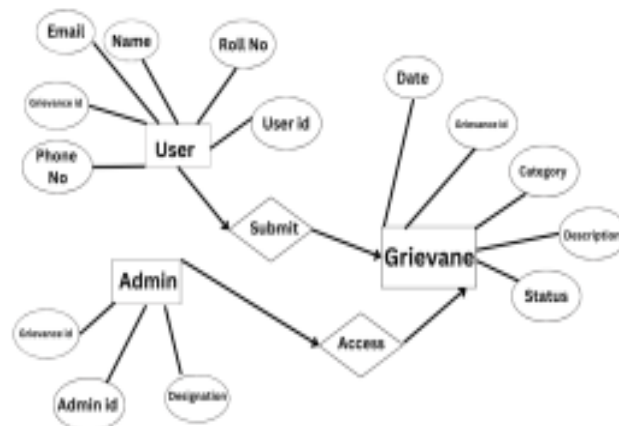 Email
Name
Roll No
Date
Grievance id
Grievance id
User id
User
Phone
No
Category
Submit
Description
Grievane
Admin
Status
Grievance id
Access
Admin id
Designation